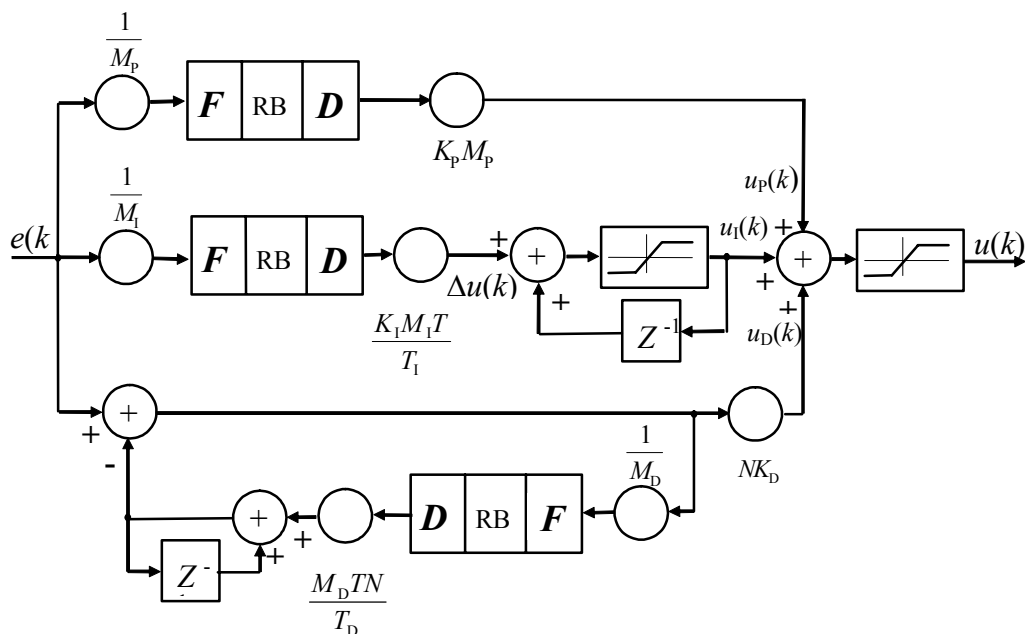 1
M_P
F RB D
K_P M_P
u_P(k)
1
M_I
e(k
F RB D
+
+
Δu(k)
+
u_I(k)
+
+
+
u(k)
K_I M_I T
T_I
Z⁻¹
+
u_D(k)
+
+
-
1
M_D
NK_D
D RB F
+
+
+
Z⁻
M_D TN
T_D